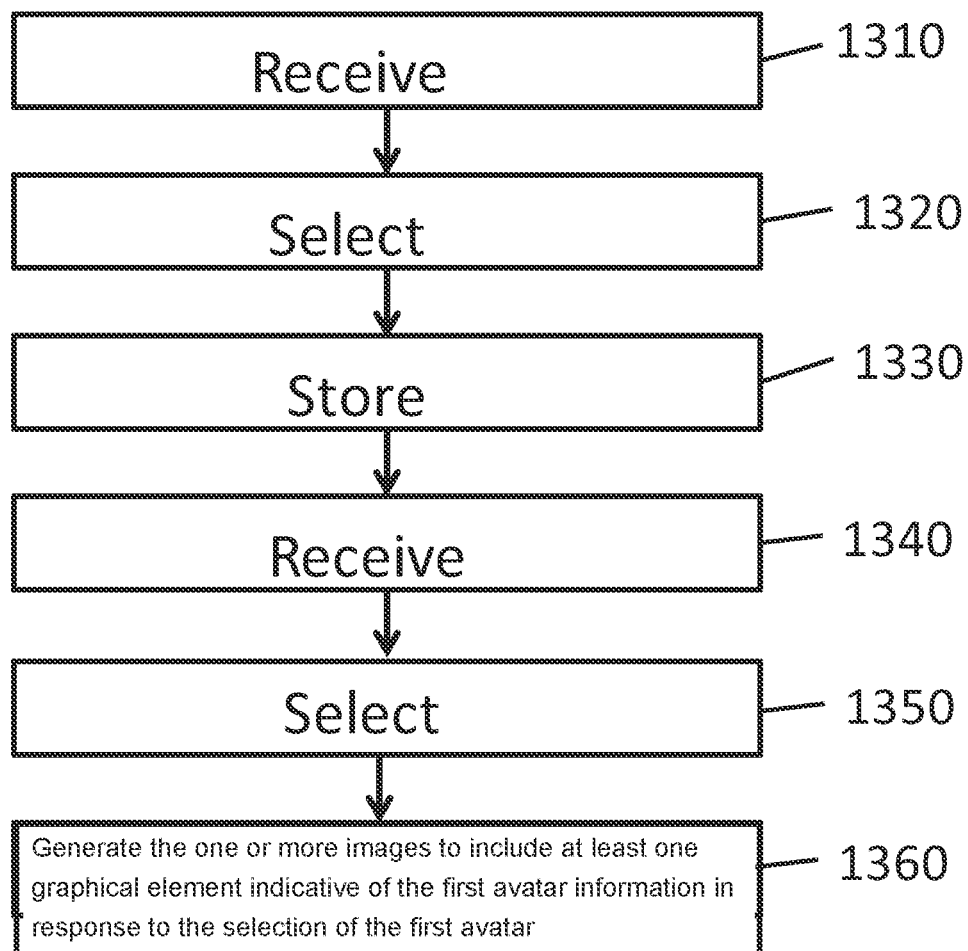 Receive 1310
Select 1320
Store 1330
Receive 1340
Select 1350
Generate the one or more images to include at least one
graphical element indicative of the first avatar information in
response to the selection of the first avatar
1360